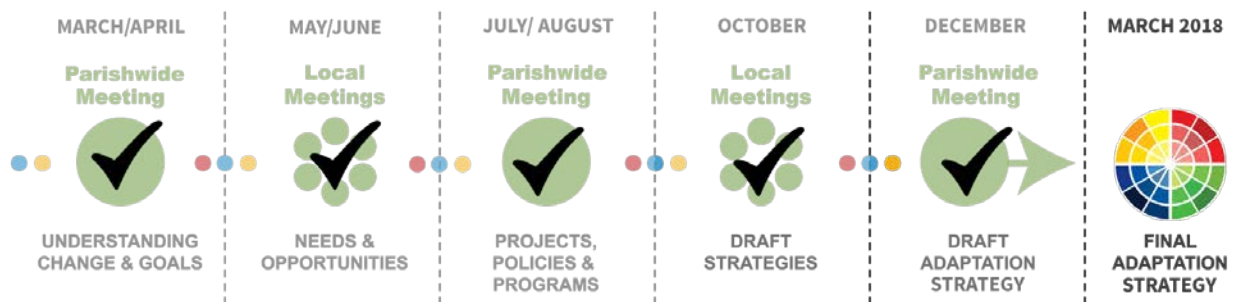 MARCH/APRIL
Parishwide
Meeting
UNDERSTANDING
CHANGE & GOALS
MAY/JUNE
Local
Meetings
NEEDS &
OPPORTUNITIES
JULY/ AUGUST
Parishwide
Meeting
PROJECTS,
POLICIES &
PROGRAMS
OCTOBER
Local
Meetings
DRAFT
STRATEGIES
DECEMBER
Parishwide
Meeting
DRAFT
ADAPTATION
STRATEGY
MARCH 2018
FINAL
ADAPTATION
STRATEGY